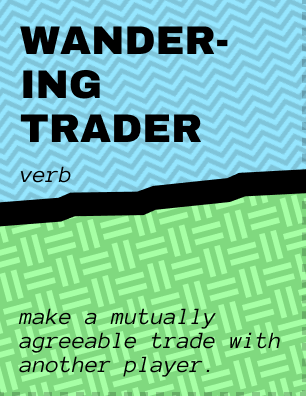 WANDER-
ING
TRADER
verb
make a mutually
agreeable trade with
another player.